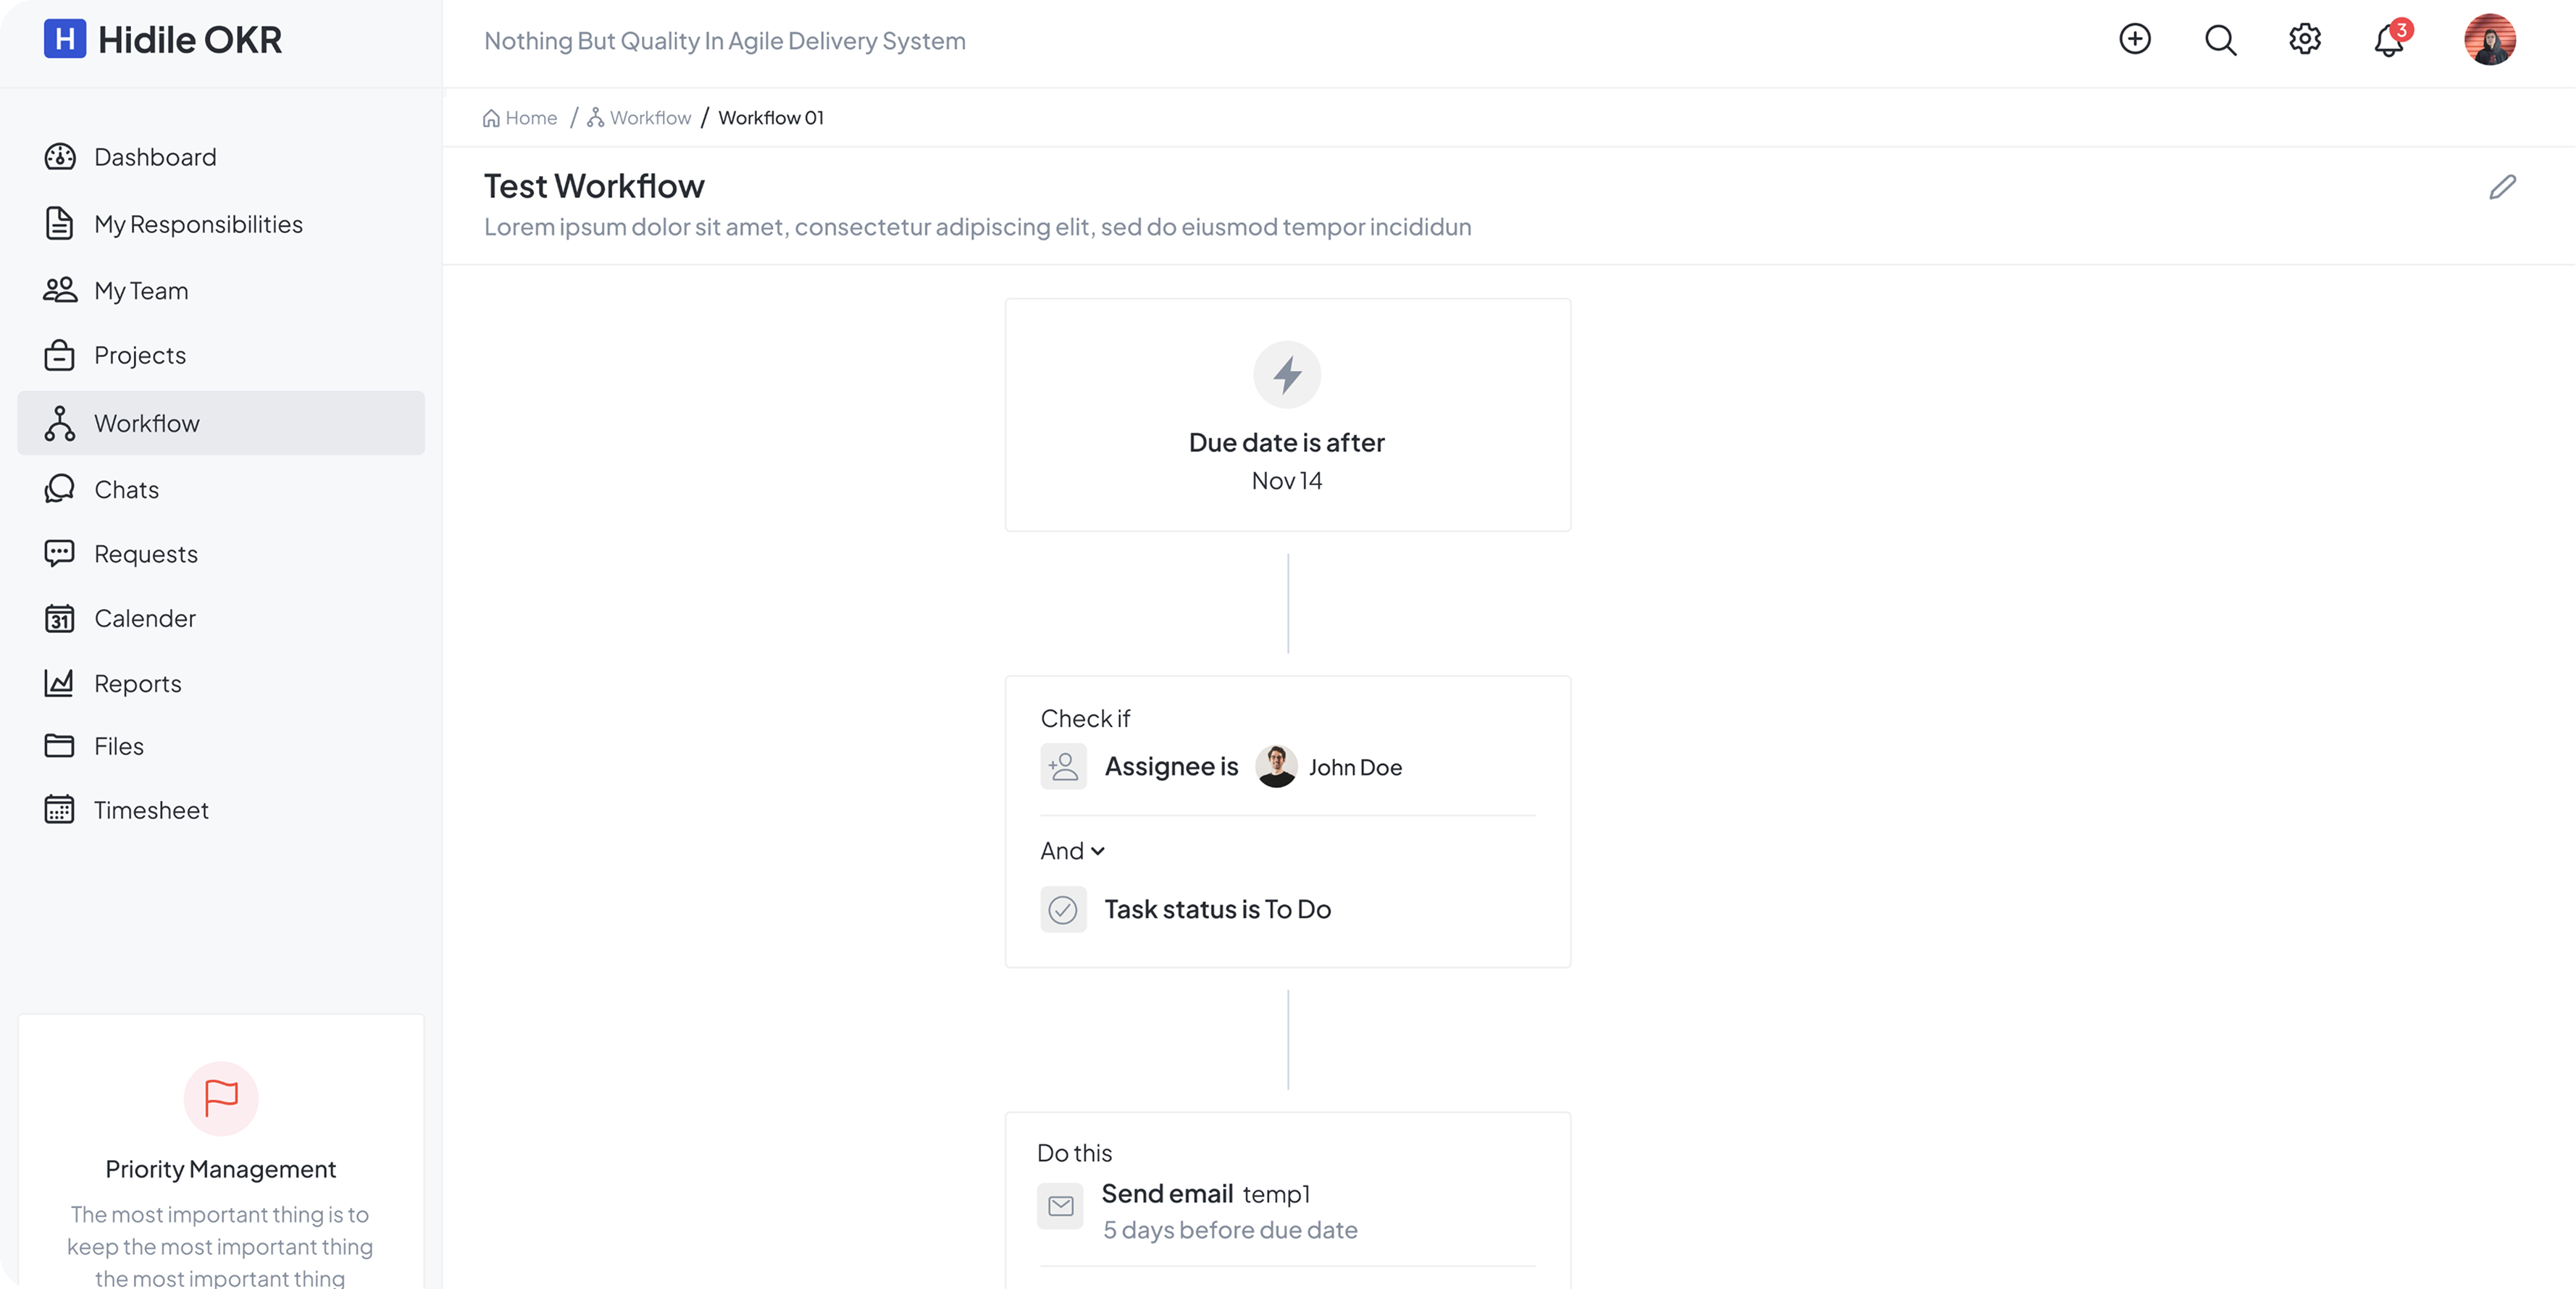 H Hidile OKR
Nothing But Quality In Agile Delivery System
3
Home / Workflow / Workflow 01
Dashboard
My Responsibilities
My Team
Projects
Workflow
Chats
Requests
31 Calender
Reports
Files
Timesheet
Priority Management
The most important thing is to
keep the most important thing
the most important thing
Test Workflow
Lorem ipsum dolor sit amet, consectetur adipiscing elit, sed do eiusmod tempor incididun
Due date is after
Nov 14
Check if
Assignee is John Doe
And
Task status is To Do
Do this
Send email temp1
5 days before due date